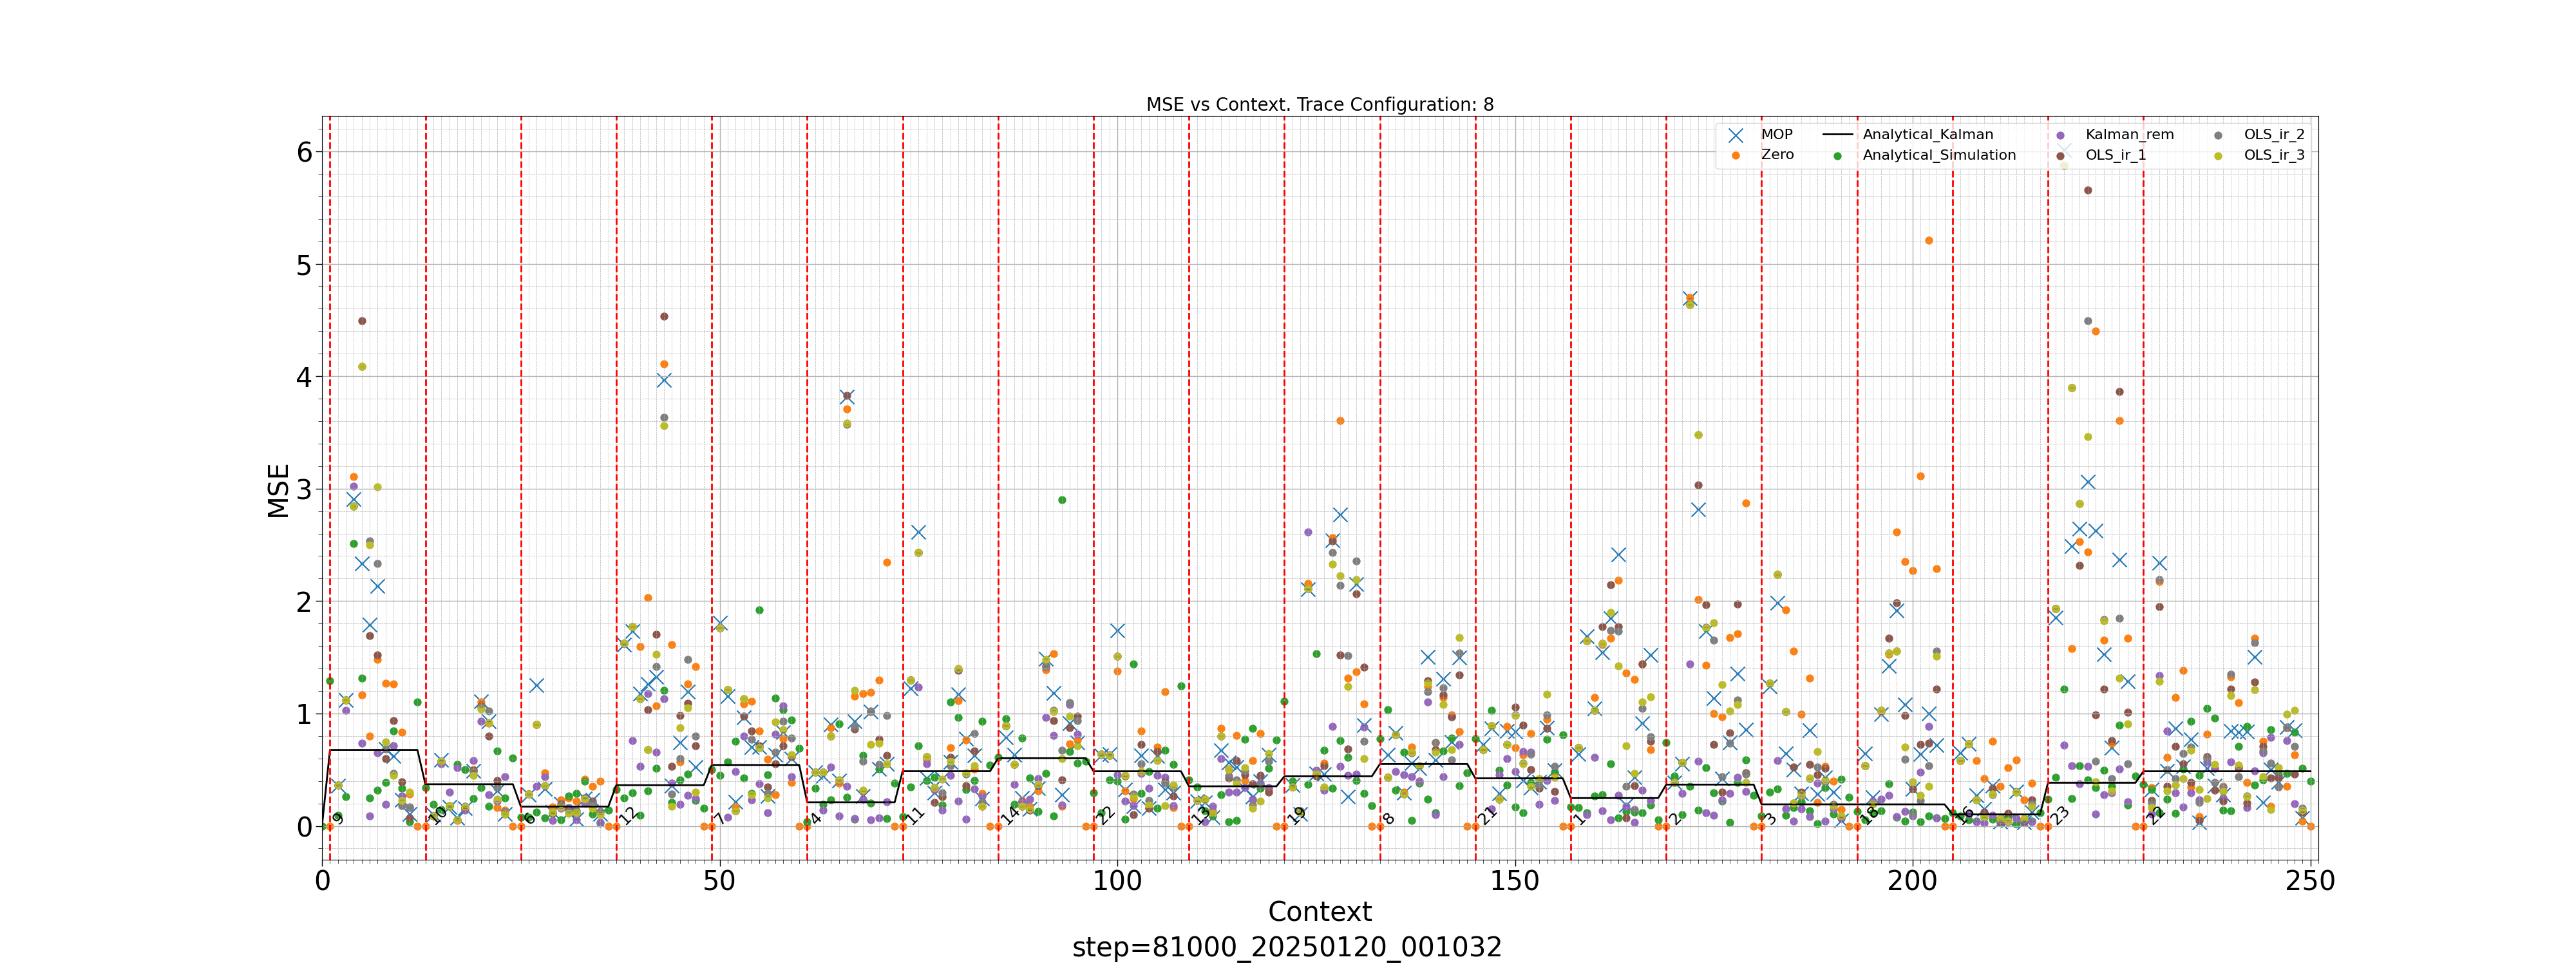 MSE vs Context. Trace Configuration: 8
MOP
Zero
Analytical_Kalman
Analytical_Simulation
Kalman_rem
OLS_ir_1
OLS_ir_2
OLS_ir_3
MSE
6
5
4
3
2
1
0
9
10
6
12
7
4
11
14
22
13
19
8
21
1
2
3
18
16
23
22
0
50
100
150
200
250
Context
step=81000_20250120_001032